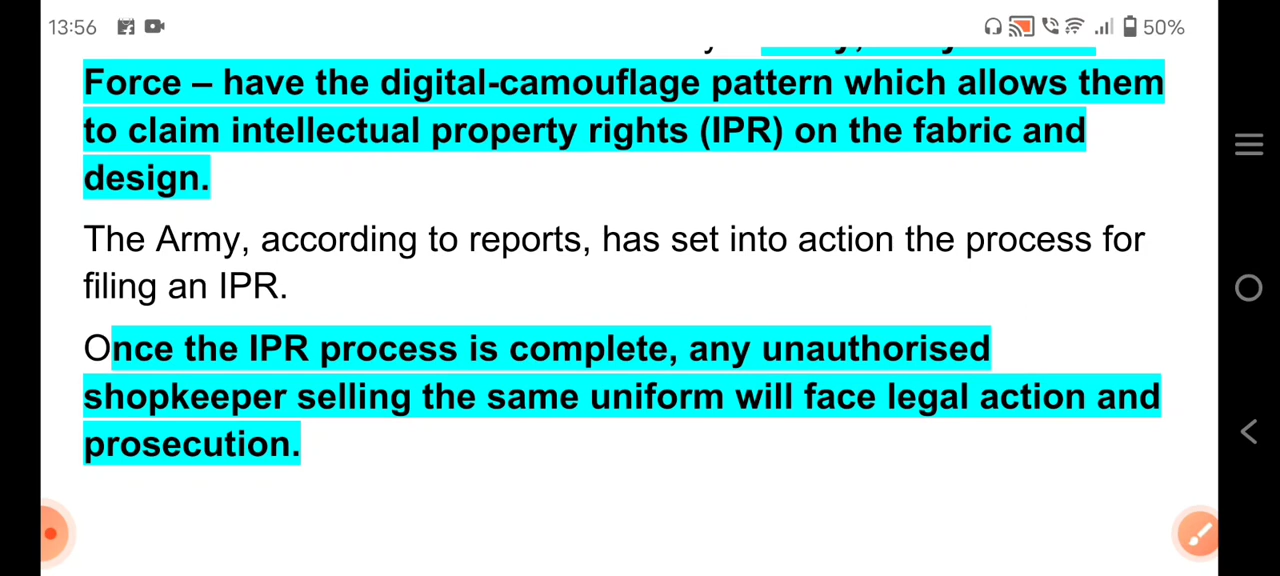 13:56
50%
Force – have the digital-camouflage pattern which allows them
to claim intellectual property rights (IPR) on the fabric and
design.
The Army, according to reports, has set into action the process for
filing an IPR.
Once the IPR process is complete, any unauthorised
shopkeeper selling the same uniform will face legal action and
prosecution.